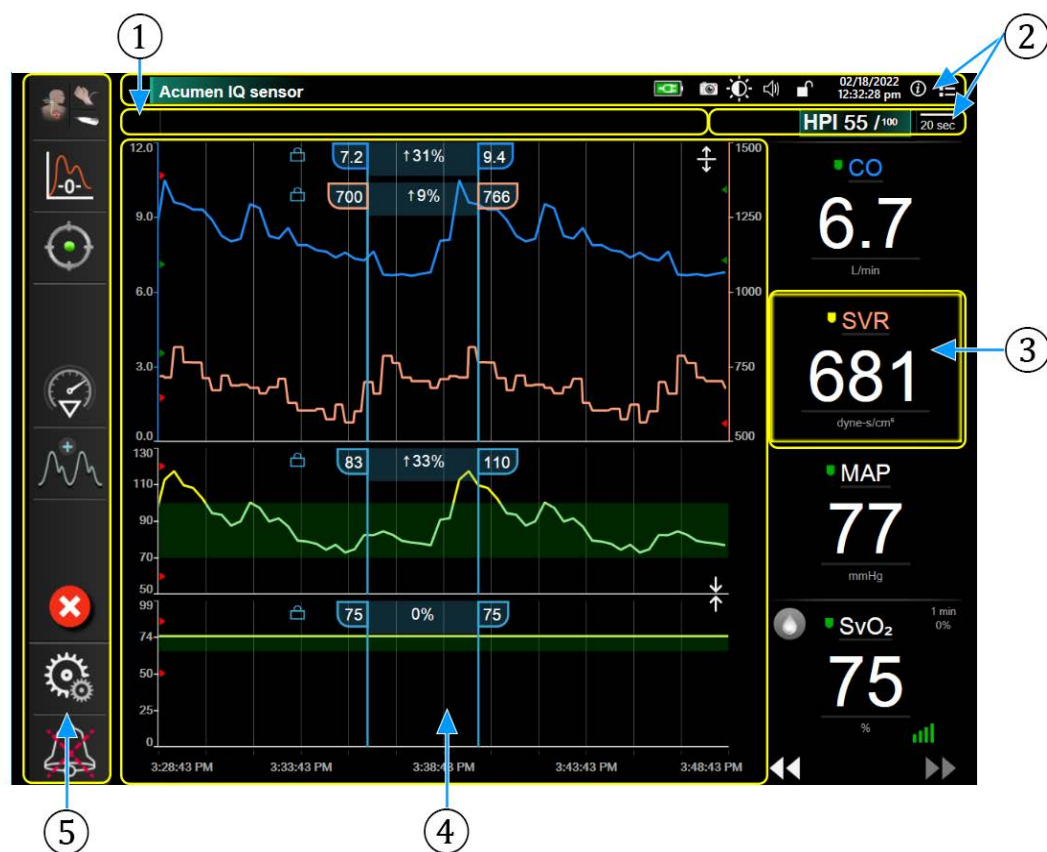 1
2
Acumen IQ sensor
02/18/2022
12:32:28 pm
HPI 55 /100
20 sec
-0-
12.0
9.0
6.0
3.0
0.0
7.2 ↑31% 9.4
700 ↑9% 766
1500
1250
1000
750
500
CO
6.7
L/min
SVR
681
dyne-s/cm⁵
3
130
110
90
70
50
83 ↑33% 110
MAP
77
mmHg
99
74
50
25
0
75 0% 75
SvO₂
1 min
0%
75
%
3:28:43 PM 3:33:43 PM 3:38:43 PM 3:43:43 PM 3:48:43 PM
5
4